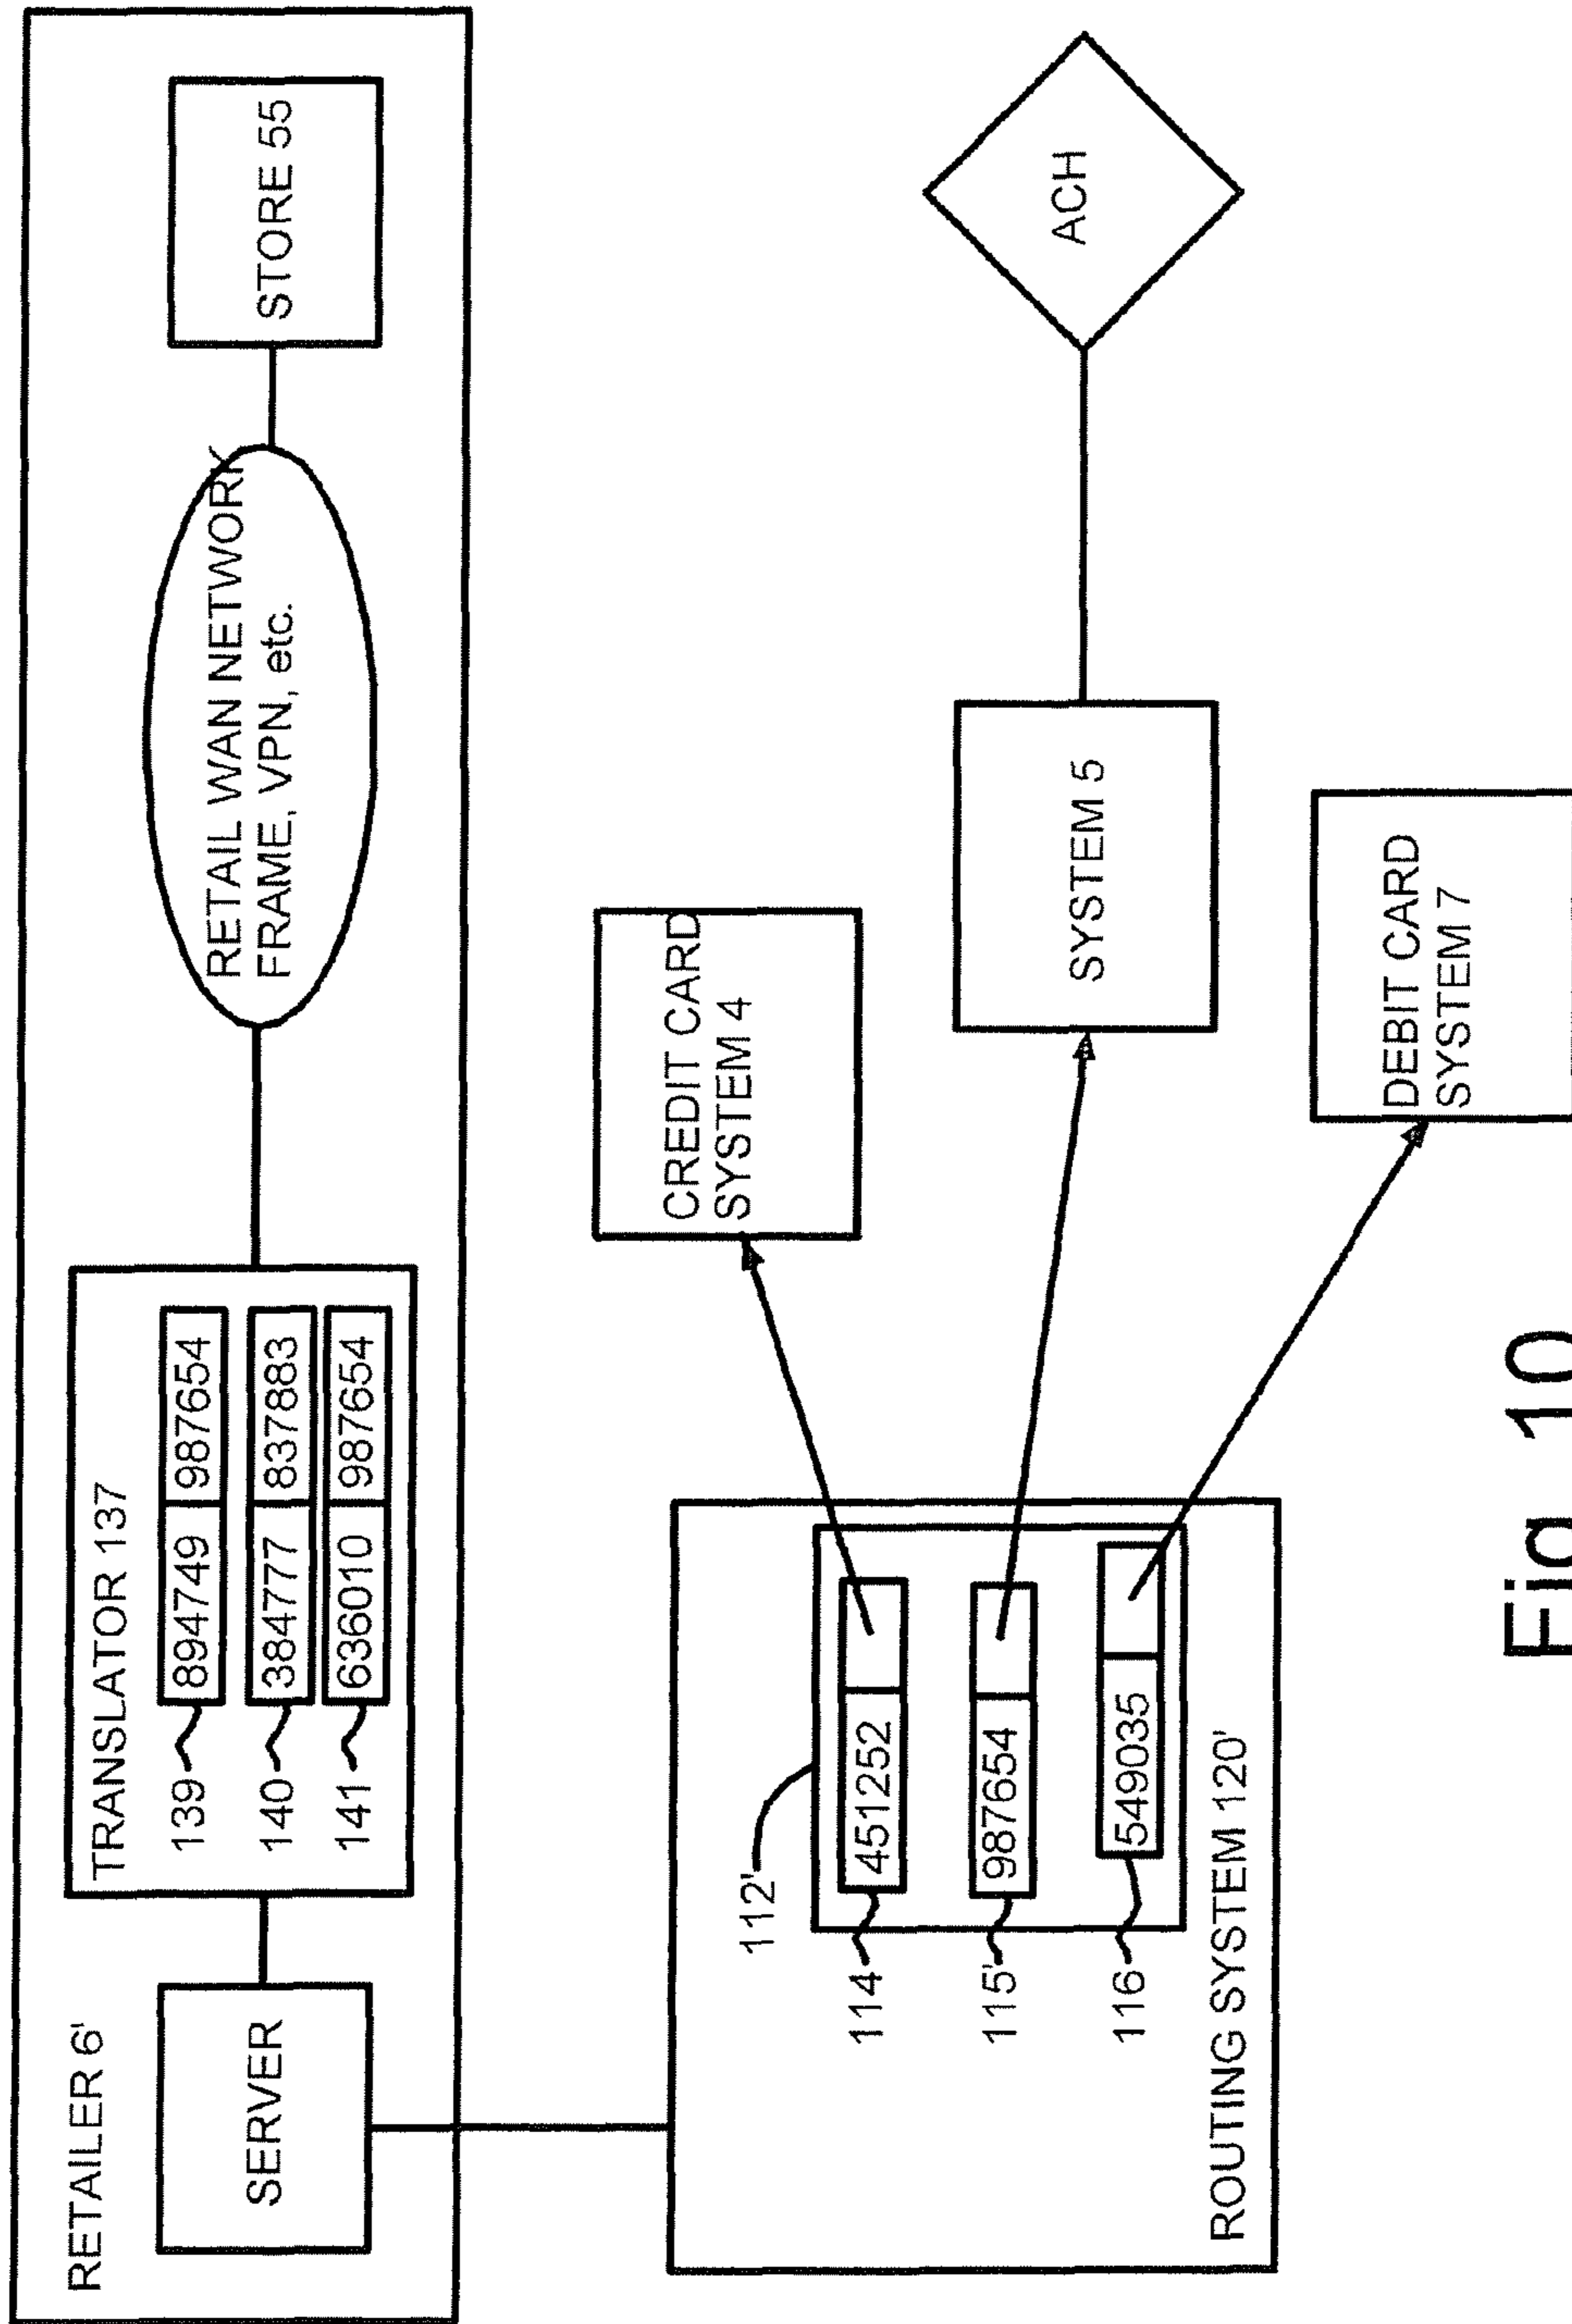 RETAILER 6'
SERVER
TRANSLATOR 137
139
894749 987654
140
384777 837883
141
636010 987654
RETAIL WAN NETWORK
FRAME, VPN, etc.
STORE 55
112'
114
451252
115'
987654
116
549035
ROUTING SYSTEM 120'
CREDIT CARD
SYSTEM 4
SYSTEM 5
ACH
DEBIT CARD
SYSTEM 7
Fig. 10